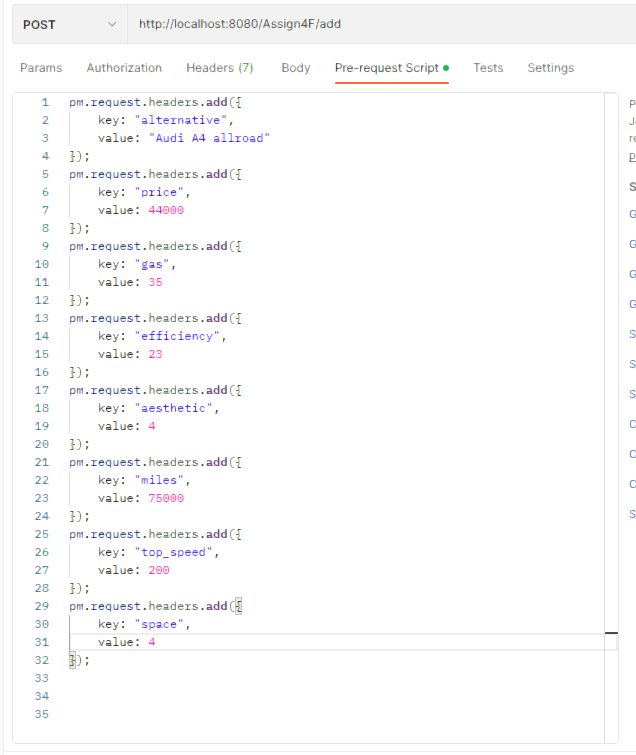 POST http://localhost:8080/Assign4F/add
Params Authorization Headers (7) Body Pre-request Script Tests Settings
1 pm.request.headers.add({
2 key: "alternative",
3 value: "Audi A4 allroad"
4 });
5 pm.request.headers.add({
6 key: "price",
7 value: 44000
8 });
9 pm.request.headers.add({
10 key: "gas",
11 value: 35
12 });
13 pm.request.headers.add({
14 key: "efficiency",
15 value: 23
16 });
17 pm.request.headers.add({
18 key: "aesthetic",
19 value: 4
20 });
21 pm.request.headers.add({
22 key: "miles",
23 value: 75000
24 });
25 pm.request.headers.add({
26 key: "top_speed",
27 value: 200
28 });
29 pm.request.headers.add({
30 key: "space",
31 value: 4
32 });
33
34
35